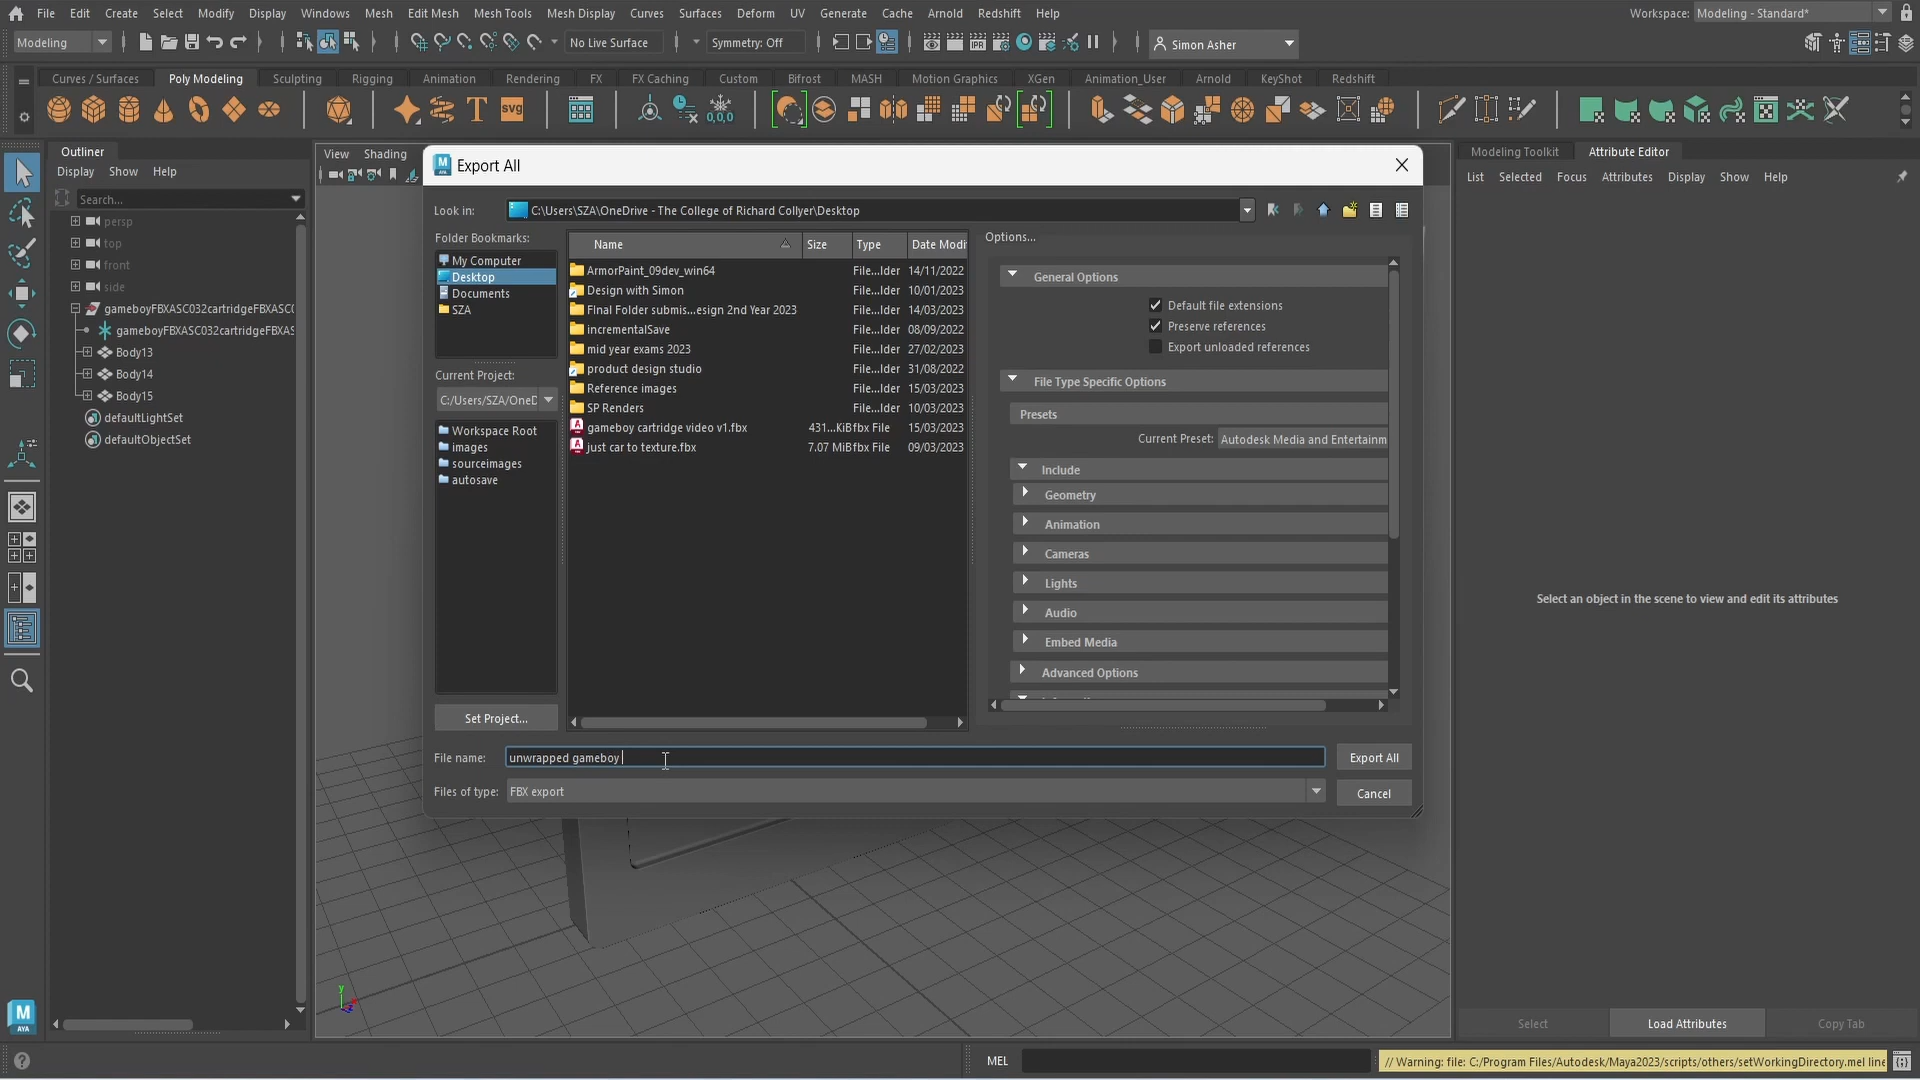 File Edit Create Select Modify Display Windows Mesh Edit Mesh Mesh Tools Mesh Display Curves Surfaces Deform UV Generate Cache Arnold Redshift Help Workspace: Modeling - Standard*
Modeling No Live Surface Symmetry: Off IPR Simon Asher
Curves / Surfaces Poly Modeling Sculpting Rigging Animation Rendering FX FX Caching Custom Bifrost MASH Motion Graphics XGen Animation_User Arnold KeyShot Redshift
T svg 0,0,0
Outliner View Shading Modeling Toolkit Attribute Editor
Display Show Help List Selected Focus Attributes Display Show Help
Search...
persp
top
front
side
gameboyFBXASC032cartridgeFBXASC0
gameboyFBXASC032cartridgeFBXAS
Body13
Body14
Body15
defaultLightSet
defaultObjectSet
Export All
Look in: C:\Users\SZA\OneDrive - The College of Richard Collyer\Desktop
Folder Bookmarks:
My Computer
Desktop
Documents
SZA
Current Project:
C:/Users/SZA/OneD
Workspace Root
images
sourceimages
autosave
Set Project...
Name Size Type Date Modi
ArmorPaint_09dev_win64 File...lder 14/11/2022
Design with Simon File...lder 10/01/2023
FInal Folder submis...esign 2nd Year 2023 File...lder 14/03/2023
incrementalSave File...lder 08/09/2022
mid year exams 2023 File...lder 27/02/2023
product design studio File...lder 31/08/2022
Reference images File...lder 15/03/2023
SP Renders File...lder 10/03/2023
gameboy cartridge video v1.fbx 431...KiB fbx File 15/03/2023
just car to texture.fbx 7.07 MiB fbx File 09/03/2023
Options...
General Options
Default file extensions
Preserve references
Export unloaded references
File Type Specific Options
Presets
Current Preset: Autodesk Media and Entertainm
Include
Geometry
Animation
Cameras
Lights
Audio
Embed Media
Advanced Options
File name: unwrapped gameboy Export All
Files of type: FBX export Cancel
Select an object in the scene to view and edit its attributes
y
M
AYA
Select Load Attributes Copy Tab
MEL // Warning: file: C:/Program Files/Autodesk/Maya2023/scripts/others/setWorkingDirectory.mel line